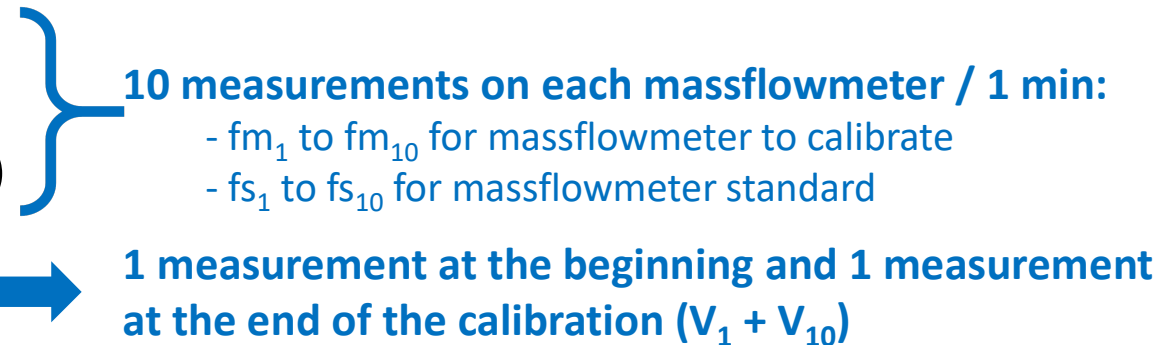 10 measurements on each massflowmeter / 1 min:
- fm₁ to fm₁₀ for massflowmeter to calibrate
)
- fs₁ to fs₁₀ for massflowmeter standard
1 measurement at the beginning and 1 measurement
at the end of the calibration (V₁ + V₁₀)